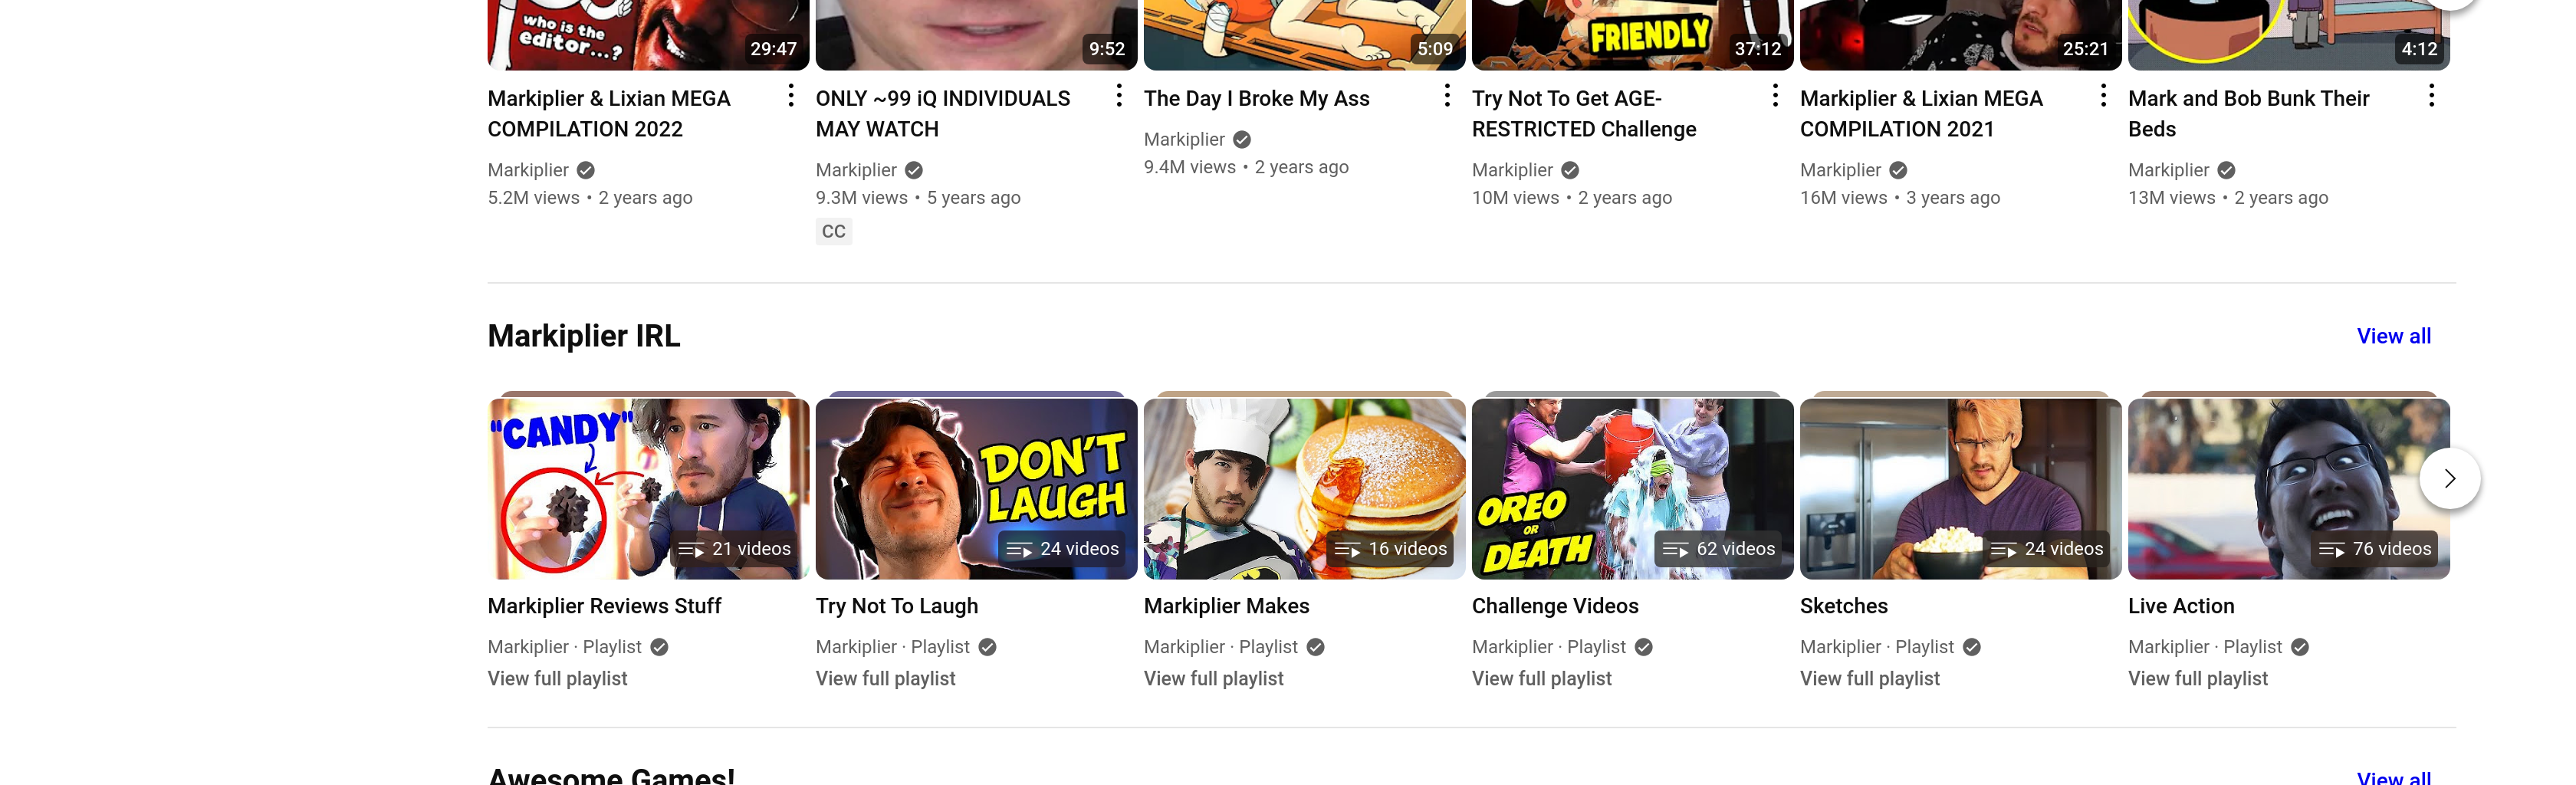 who is the
editor...?
29:47
9:52
5:09
FRIENDLY
37:12
25:21
4:12
Markiplier & Lixian MEGA
COMPILATION 2022
Markiplier
5.2M views • 2 years ago
ONLY ~99 iQ INDIVIDUALS
MAY WATCH
Markiplier
9.3M views • 5 years ago
CC
The Day I Broke My Ass
Markiplier
9.4M views • 2 years ago
Try Not To Get AGE-
RESTRICTED Challenge
Markiplier
10M views • 2 years ago
Markiplier & Lixian MEGA
COMPILATION 2021
Markiplier
16M views • 3 years ago
Mark and Bob Bunk Their
Beds
Markiplier
13M views • 2 years ago
Markiplier IRL
View all
"CANDY"
21 videos
DON'T
LAUGH
24 videos
16 videos
OREO
OR
DEATH
62 videos
24 videos
76 videos
Markiplier Reviews Stuff
Markiplier · Playlist
View full playlist
Try Not To Laugh
Markiplier · Playlist
View full playlist
Markiplier Makes
Markiplier · Playlist
View full playlist
Challenge Videos
Markiplier · Playlist
View full playlist
Sketches
Markiplier · Playlist
View full playlist
Live Action
Markiplier · Playlist
View full playlist
Awesome Games!
View all